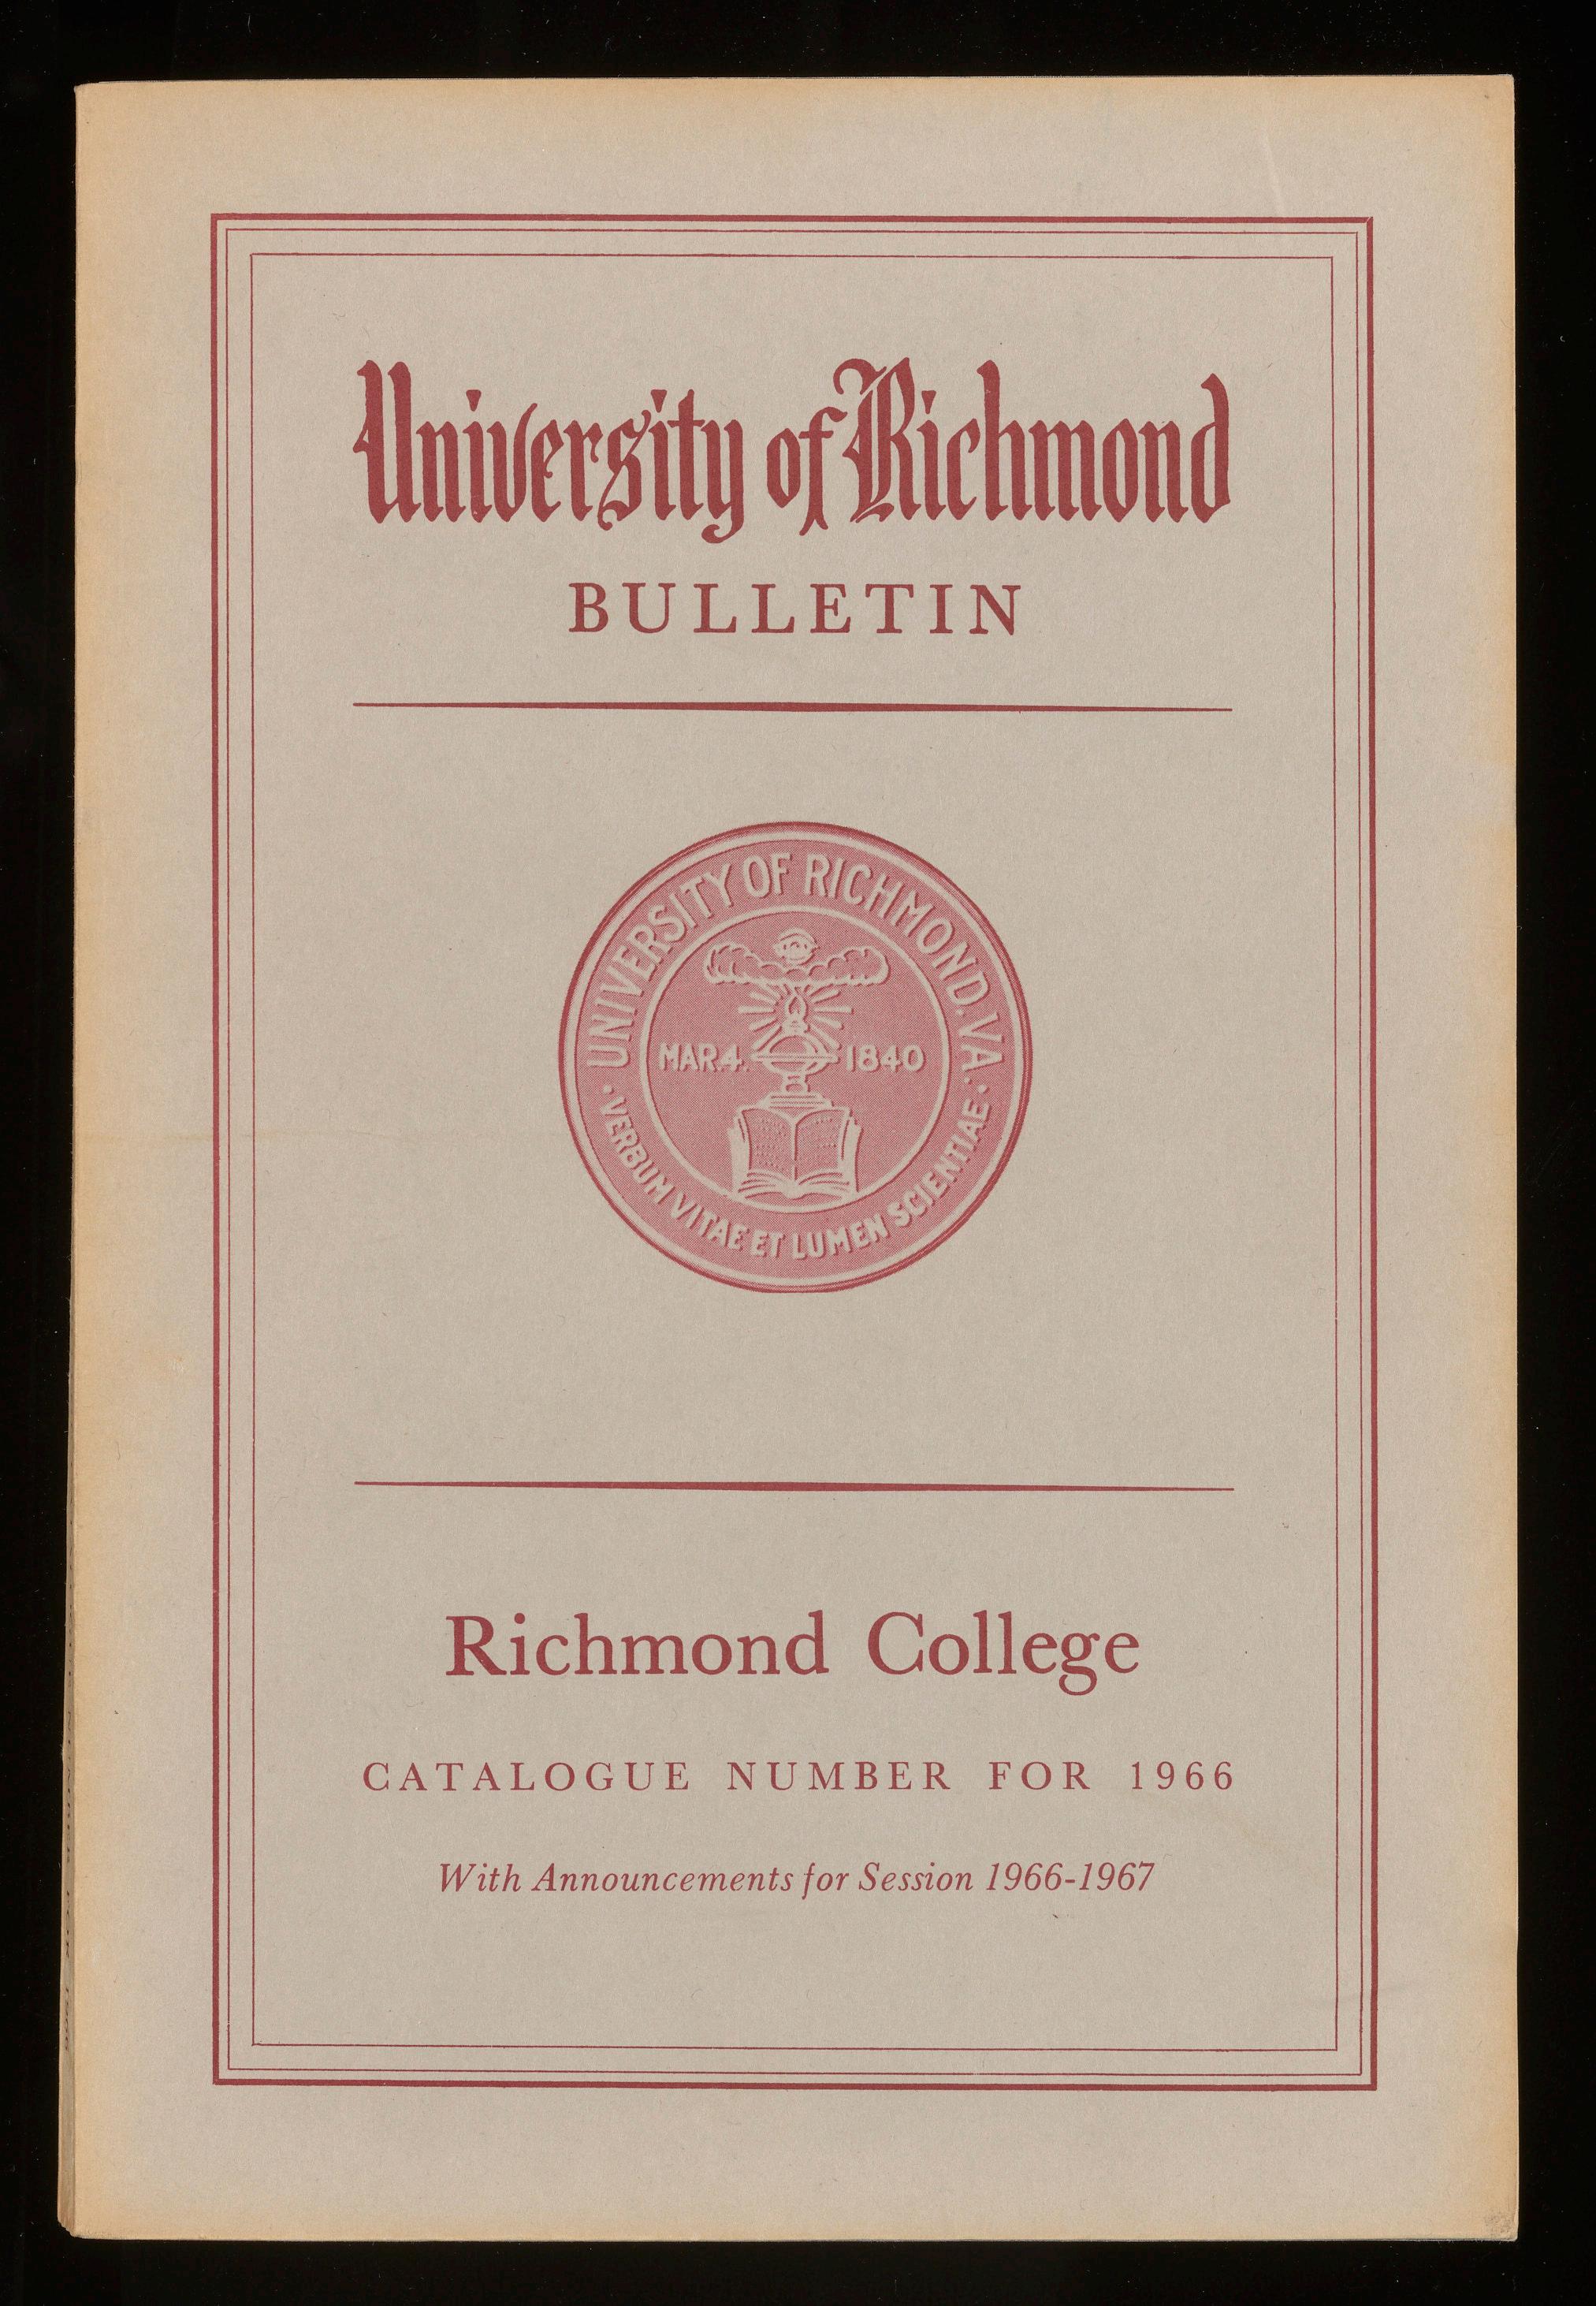 University of Richmond
BULLETIN
UNIVERSITY OF RICHMOND. VA.
MAR. 4. 1840
· VERBUM VITAE ET LUMEN SCIENTIAE ·
Richmond College
CATALOGUE NUMBER FOR 1966
With Announcements for Session 1966-1967